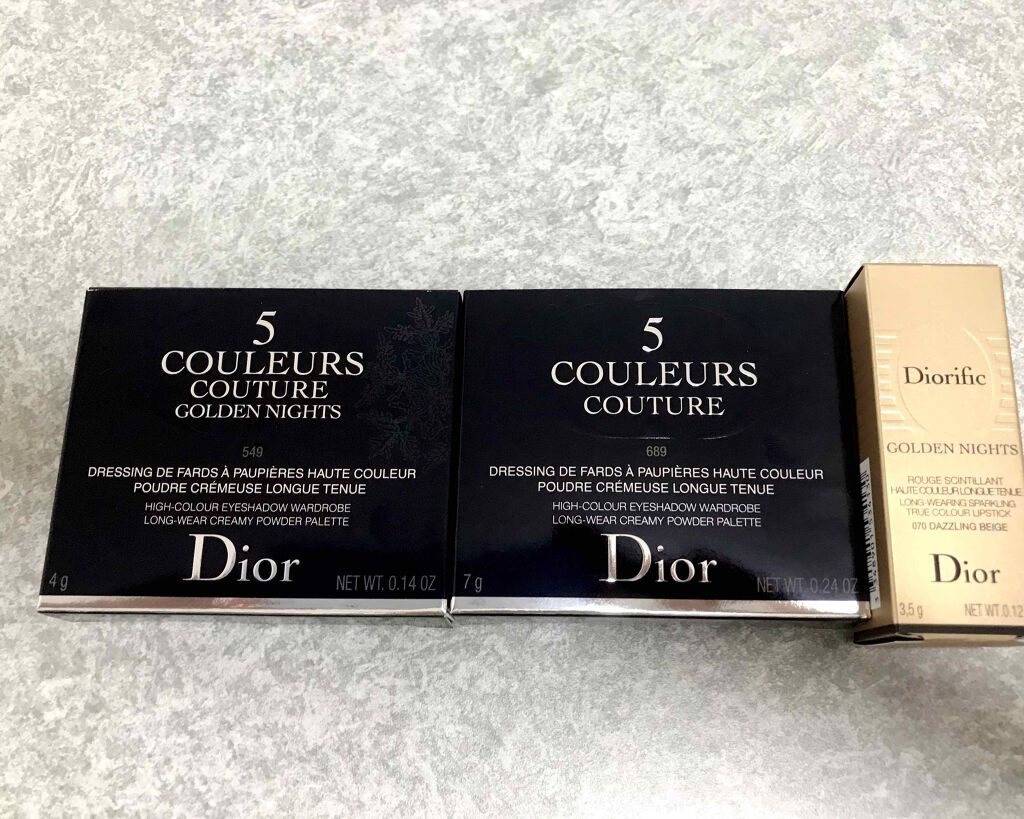 5
COULEURS
COUTURE
GOLDEN NIGHTS
549
DRESSING DE FARDS À PAUPIÈRES HAUTE COULEUR
POUDRE CRÉMEUSE LONGUE TENUE
HIGH-COLOUR EYESHADOW WARDROBE
LONG-WEAR CREAMY POWDER PALETTE
Dior
4 g NET WT. 0.14 OZ
5
COULEURS
COUTURE
689
DRESSING DE FARDS À PAUPIÈRES HAUTE COULEUR
POUDRE CRÉMEUSE LONGUE TENUE
HIGH-COLOUR EYESHADOW WARDROBE
LONG-WEAR CREAMY POWDER PALETTE
Dior
7 g NET WT. 0.24 OZ
Diorific
GOLDEN NIGHTS
ROUGE SCINTILLANT
HAUTE COULEUR LONGUE TENUE
LONG-WEARING SPARKLING
TRUE COLOUR LIPSTICK
070 DAZZLING BEIGE
Dior
3,5 g NET WT.0.12